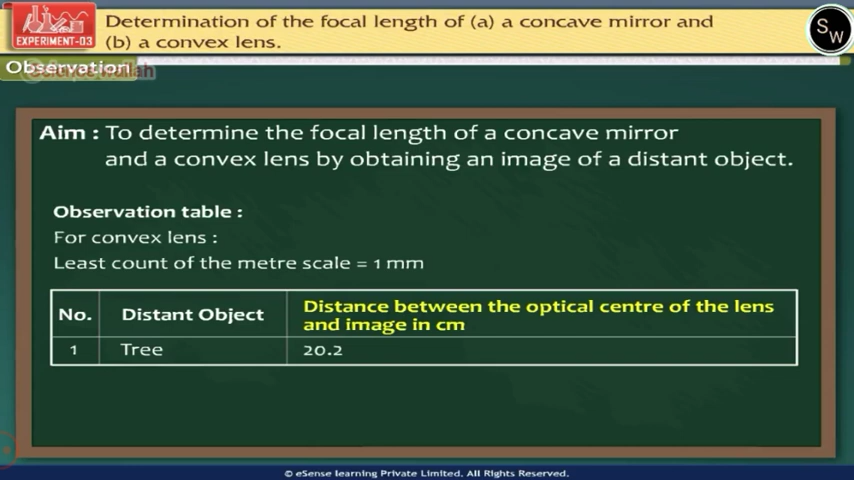 Determination of the focal length of (a) a concave mirror and
EXPERIMENT-03
(b) a convex lens.
SW
Observation
Aim : To determine the focal length of a concave mirror
and a convex lens by obtaining an image of a distant object.
Observation table :
For convex lens :
Least count of the metre scale = 1 mm
No. Distant Object Distance between the optical centre of the lens
and image in cm
1 Tree 20.2
© eSense learning Private Limited. All Rights Reserved.